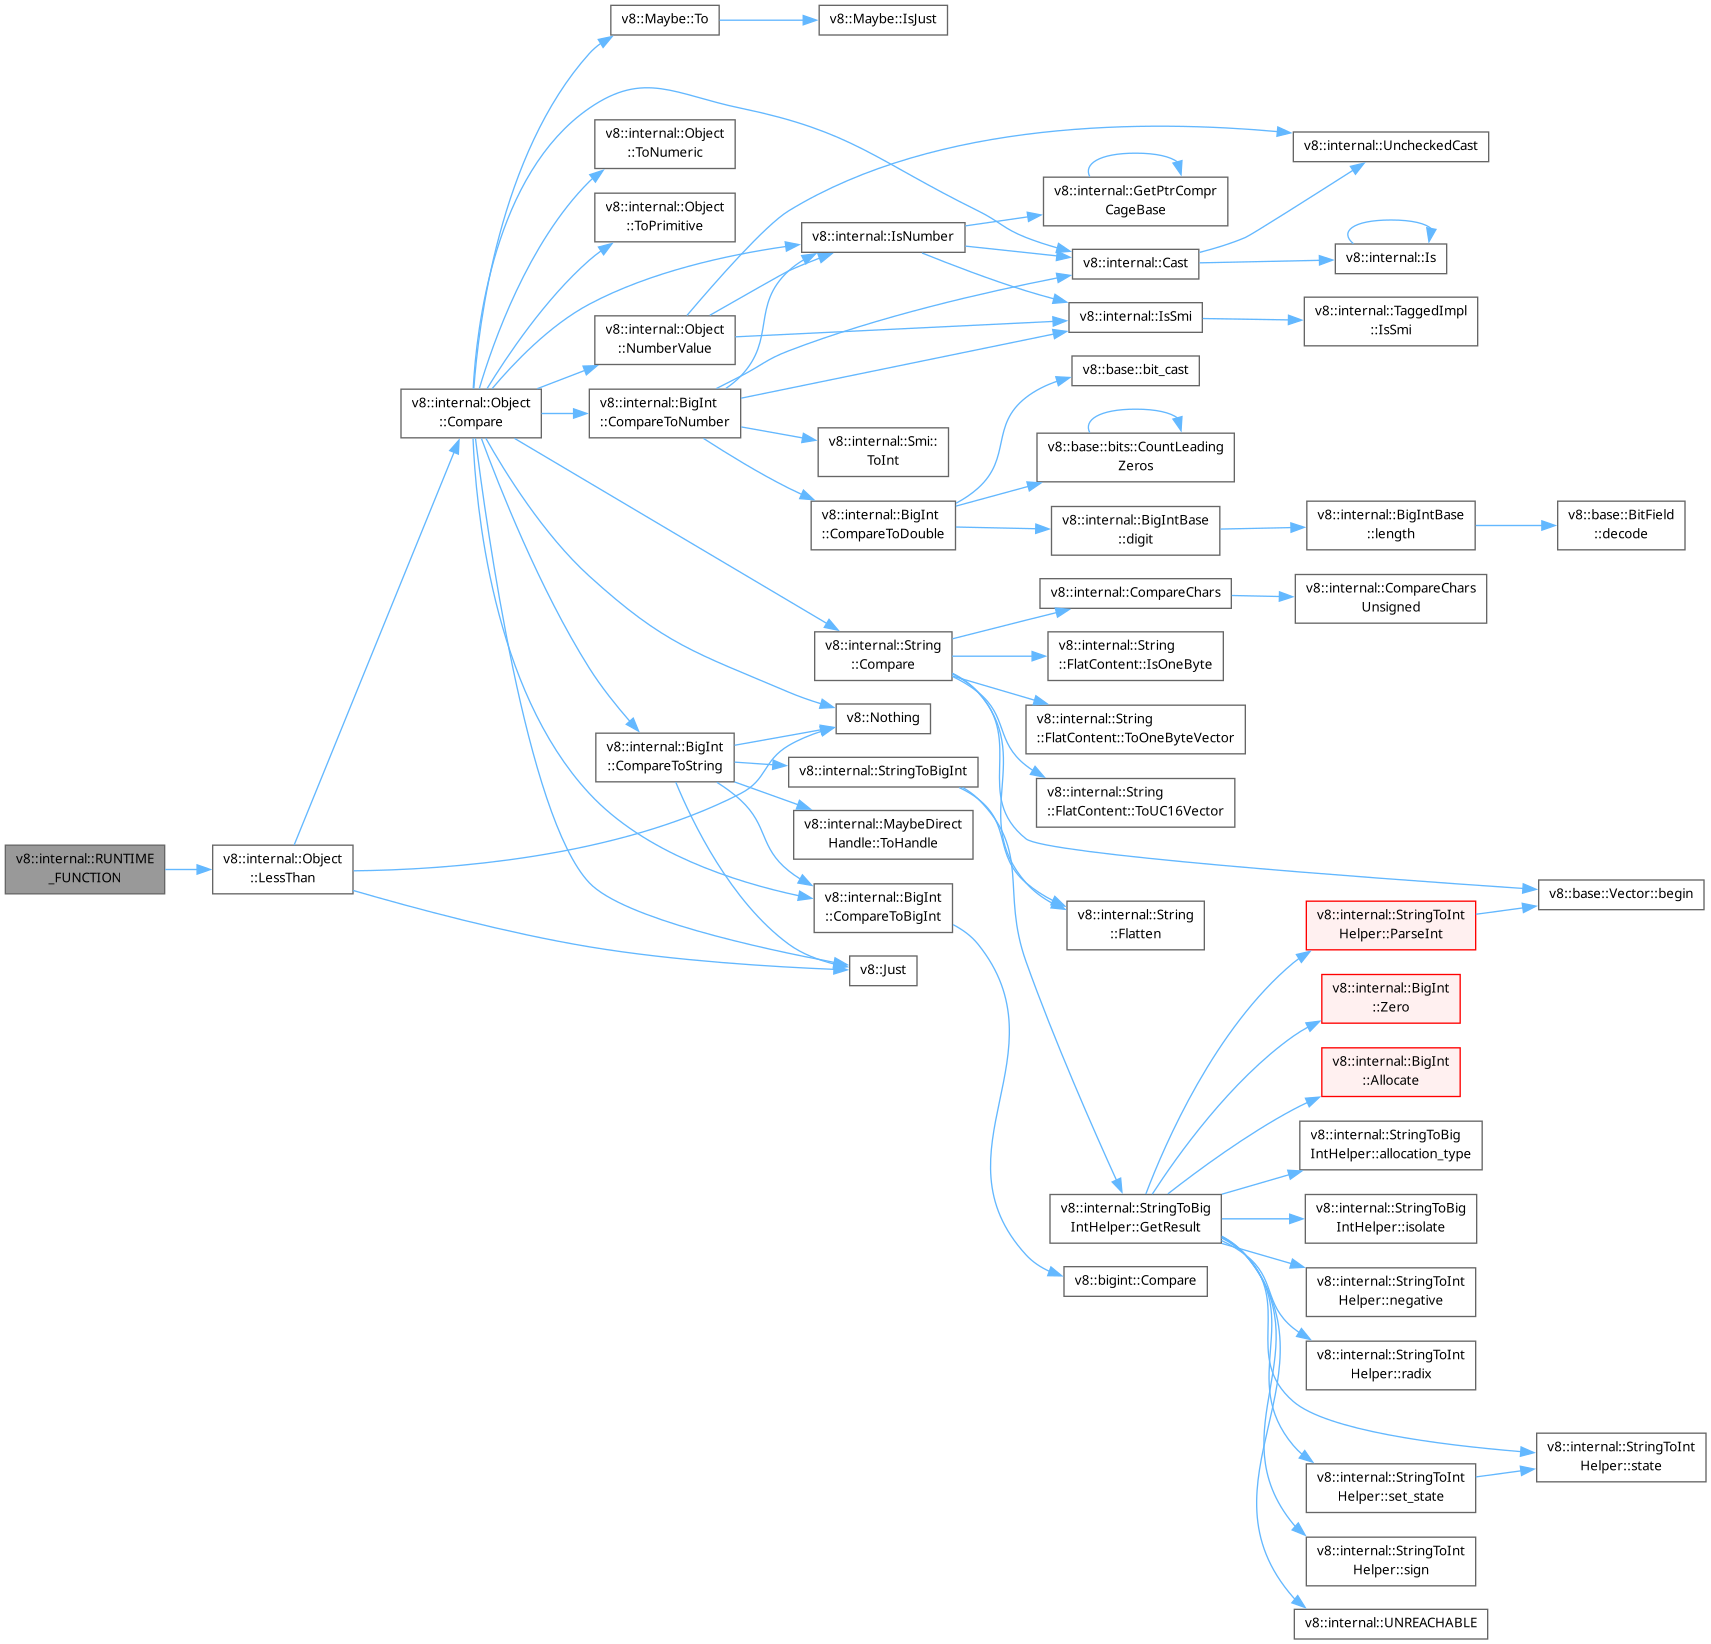 v8::Maybe::To
v8::Maybe::IsJust
v8::internal::Object
::ToNumeric
v8::internal::UncheckedCast
v8::internal::GetPtrCompr
CageBase
v8::internal::Object
::ToPrimitive
v8::internal::IsNumber
v8::internal::Cast
v8::internal::Is
v8::internal::IsSmi
v8::internal::TaggedImpl
::IsSmi
v8::internal::Object
::NumberValue
v8::base::bit_cast
v8::internal::Object
::Compare
v8::internal::BigInt
::CompareToNumber
v8::internal::Smi::
ToInt
v8::base::bits::CountLeading
Zeros
v8::internal::BigInt
::CompareToDouble
v8::internal::BigIntBase
::digit
v8::internal::BigIntBase
::length
v8::base::BitField
::decode
v8::internal::CompareChars
v8::internal::CompareChars
Unsigned
v8::internal::String
::Compare
v8::internal::String
::FlatContent::IsOneByte
v8::internal::String
::FlatContent::ToOneByteVector
v8::Nothing
v8::internal::BigInt
::CompareToString
v8::internal::StringToBigInt
v8::internal::String
::FlatContent::ToUC16Vector
v8::internal::MaybeDirect
Handle::ToHandle
v8::internal::RUNTIME
_FUNCTION
v8::internal::Object
::LessThan
v8::internal::BigInt
::CompareToBigInt
v8::base::Vector::begin
v8::internal::String
::Flatten
v8::internal::StringToInt
Helper::ParseInt
v8::Just
v8::internal::BigInt
::Zero
v8::internal::BigInt
::Allocate
v8::internal::StringToBig
IntHelper::allocation_type
v8::internal::StringToBig
IntHelper::GetResult
v8::internal::StringToBig
IntHelper::isolate
v8::bigint::Compare
v8::internal::StringToInt
Helper::negative
v8::internal::StringToInt
Helper::radix
v8::internal::StringToInt
Helper::state
v8::internal::StringToInt
Helper::set_state
v8::internal::StringToInt
Helper::sign
v8::internal::UNREACHABLE